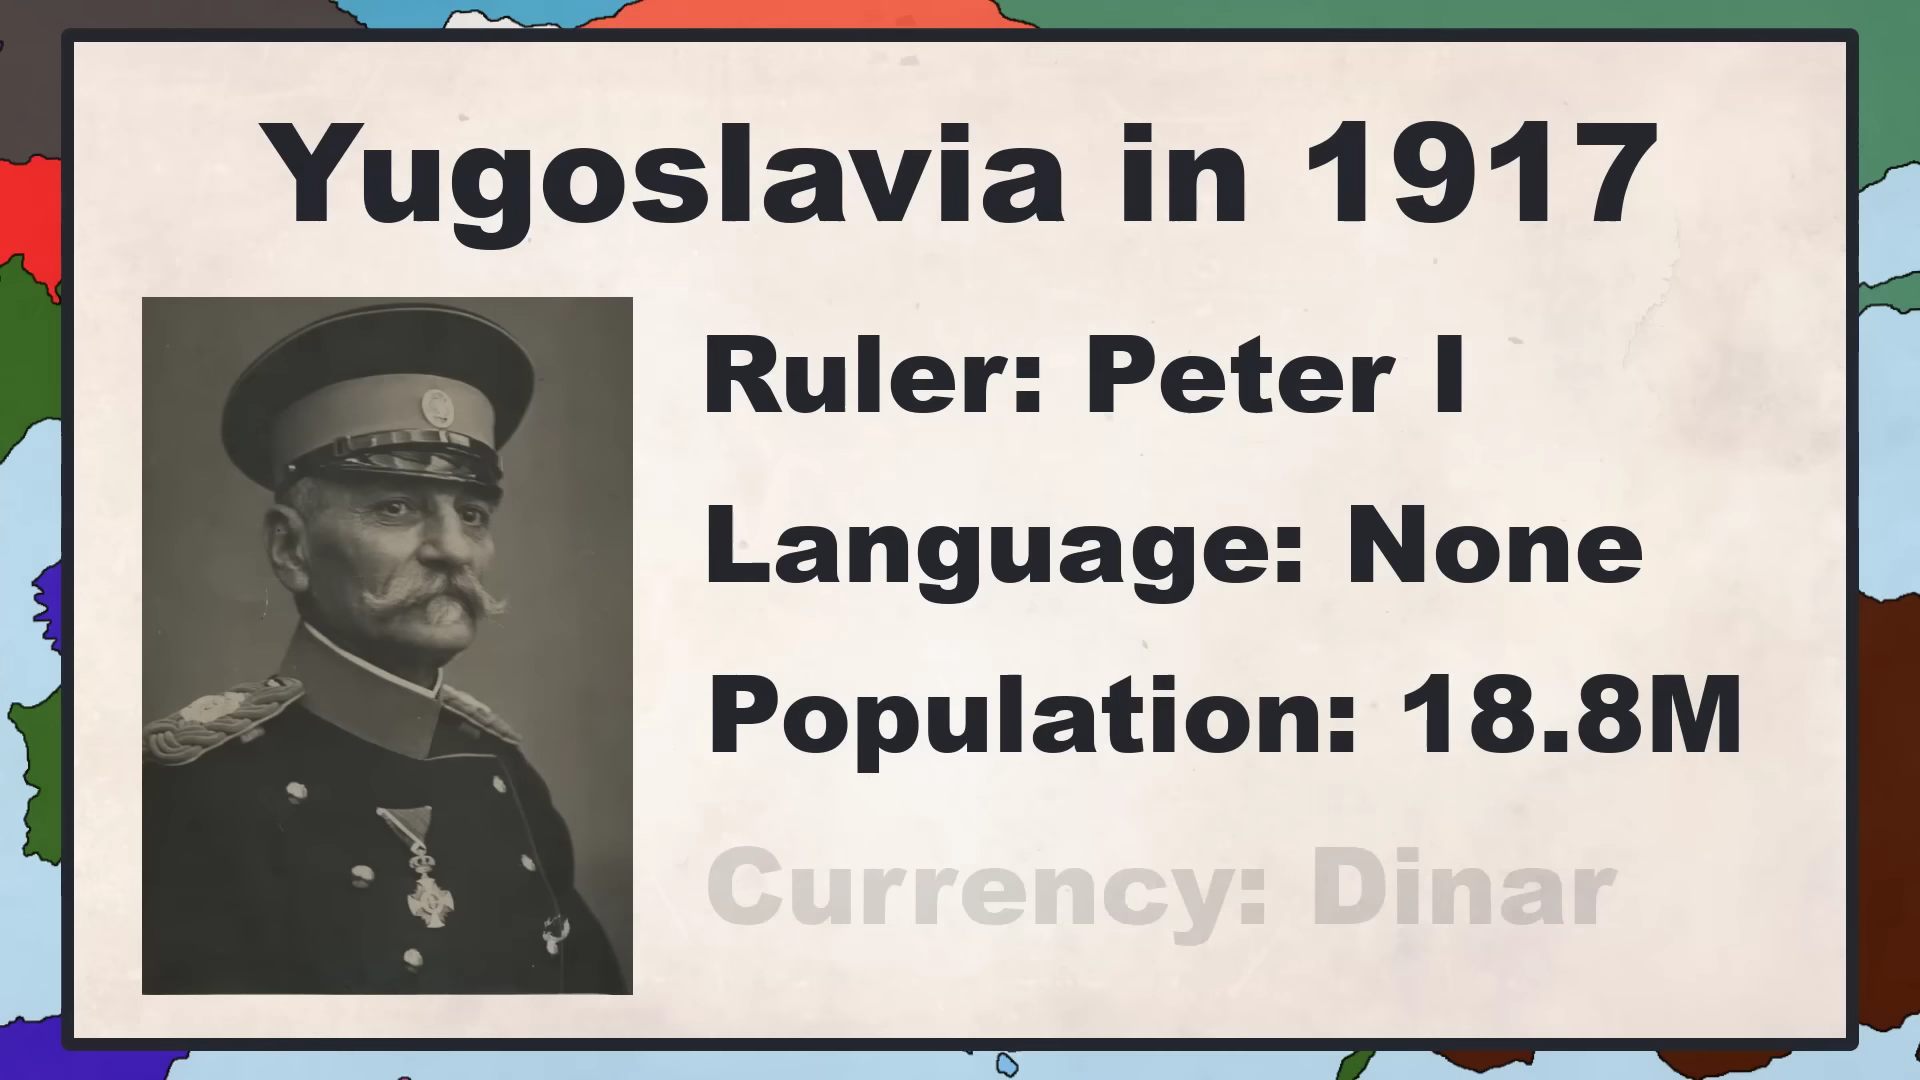 Yugoslavia in 1917
Ruler: Peter I
Language: None
Population: 18.8M
Currency: Dinar